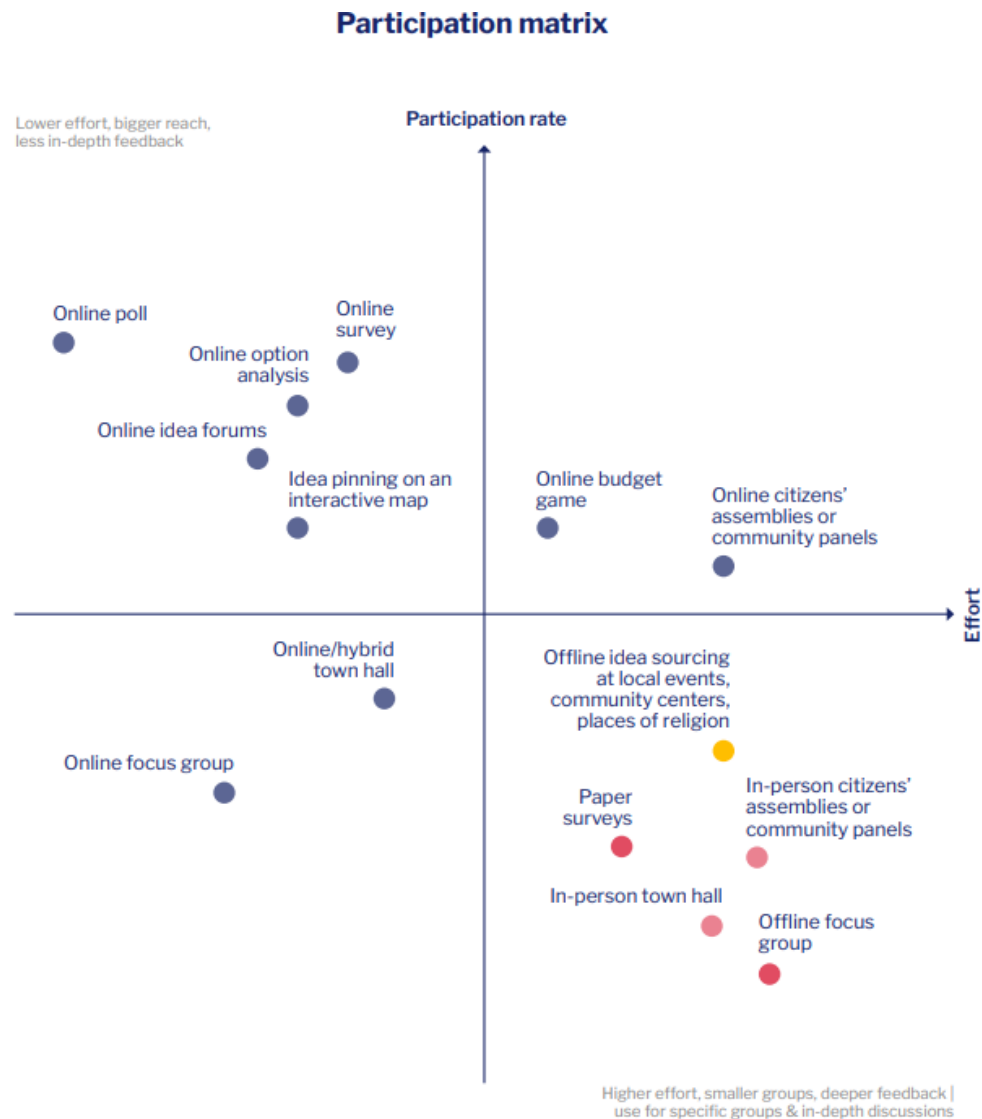 Participation matrix
Lower effort, bigger reach,
less in-depth feedback
Participation rate
Online poll
Online
survey
Online option
analysis
Online idea forums
Idea pinning on an
interactive map
Online budget
game
Online citizens’
assemblies or
community panels
Effort
Online/hybrid
town hall
Offline idea sourcing
at local events,
community centers,
places of religion
Online focus group
Paper
surveys
In-person citizens’
assemblies or
community panels
In-person town hall
Offline focus
group
Higher effort, smaller groups, deeper feedback |
use for specific groups & in-depth discussions